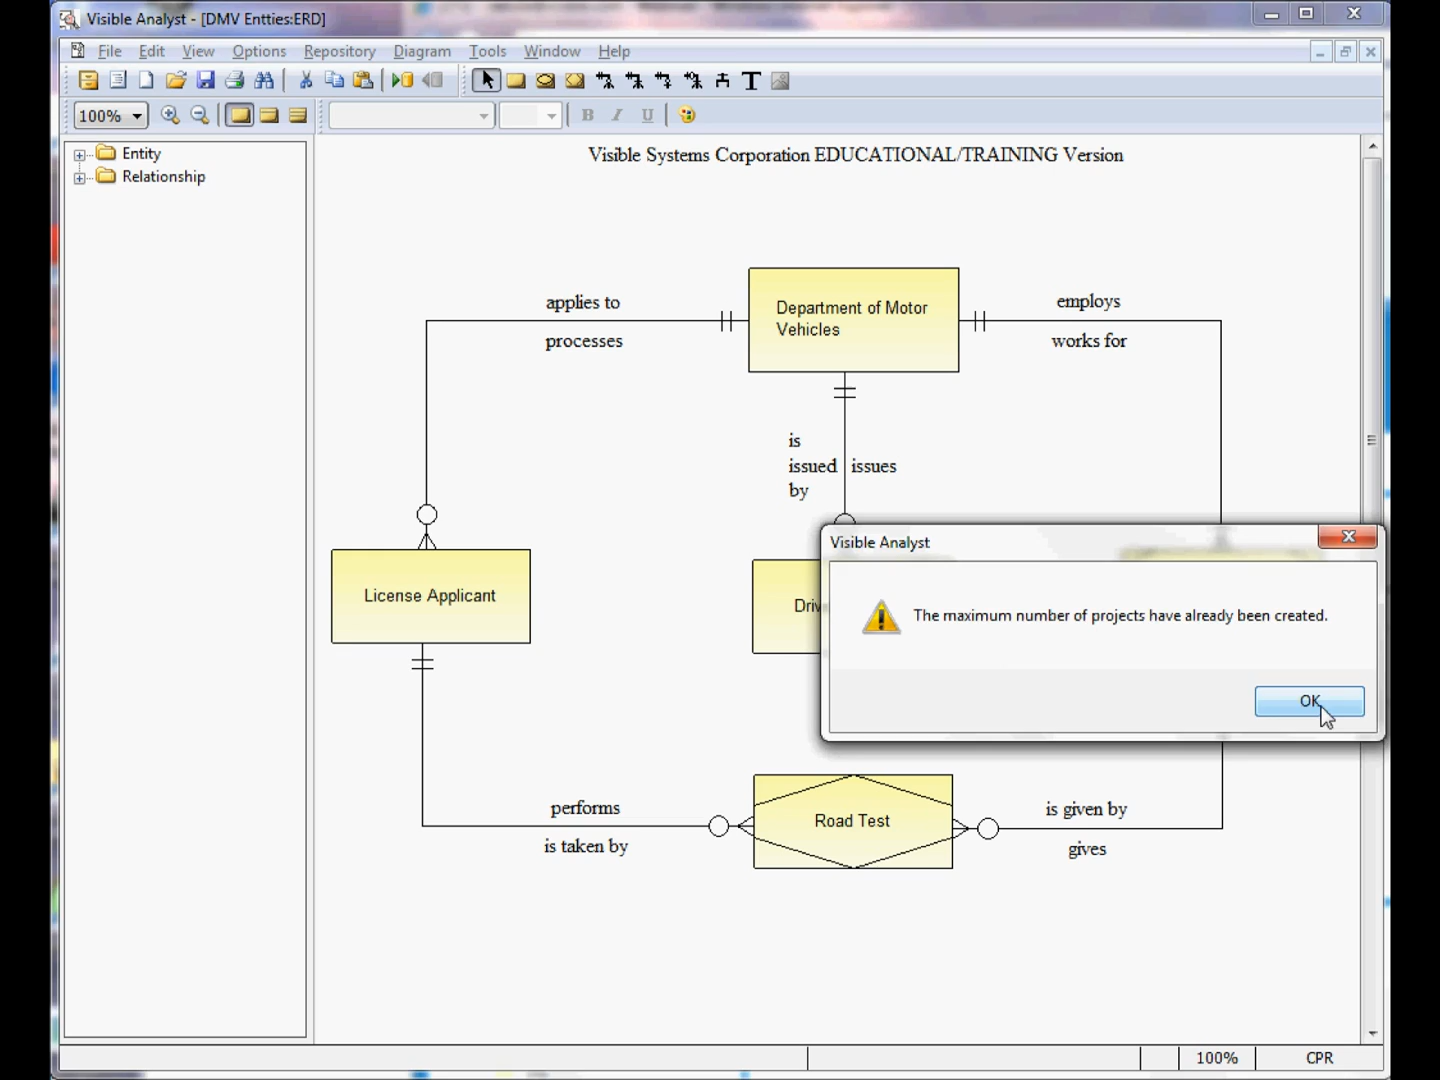 Visible Analyst - [DMV Entties:ERD]
File Edit View Options Repository Diagram Tools Window Help
100% B I U
Entity
Relationship
Visible Systems Corporation EDUCATIONAL/TRAINING Version
applies to
processes
Department of Motor
Vehicles
employs
works for
is
issued
by
issues
License Applicant
Driv
Visible Analyst
The maximum number of projects have already been created.
OK
performs
is taken by
Road Test
is given by
gives
100% CPR